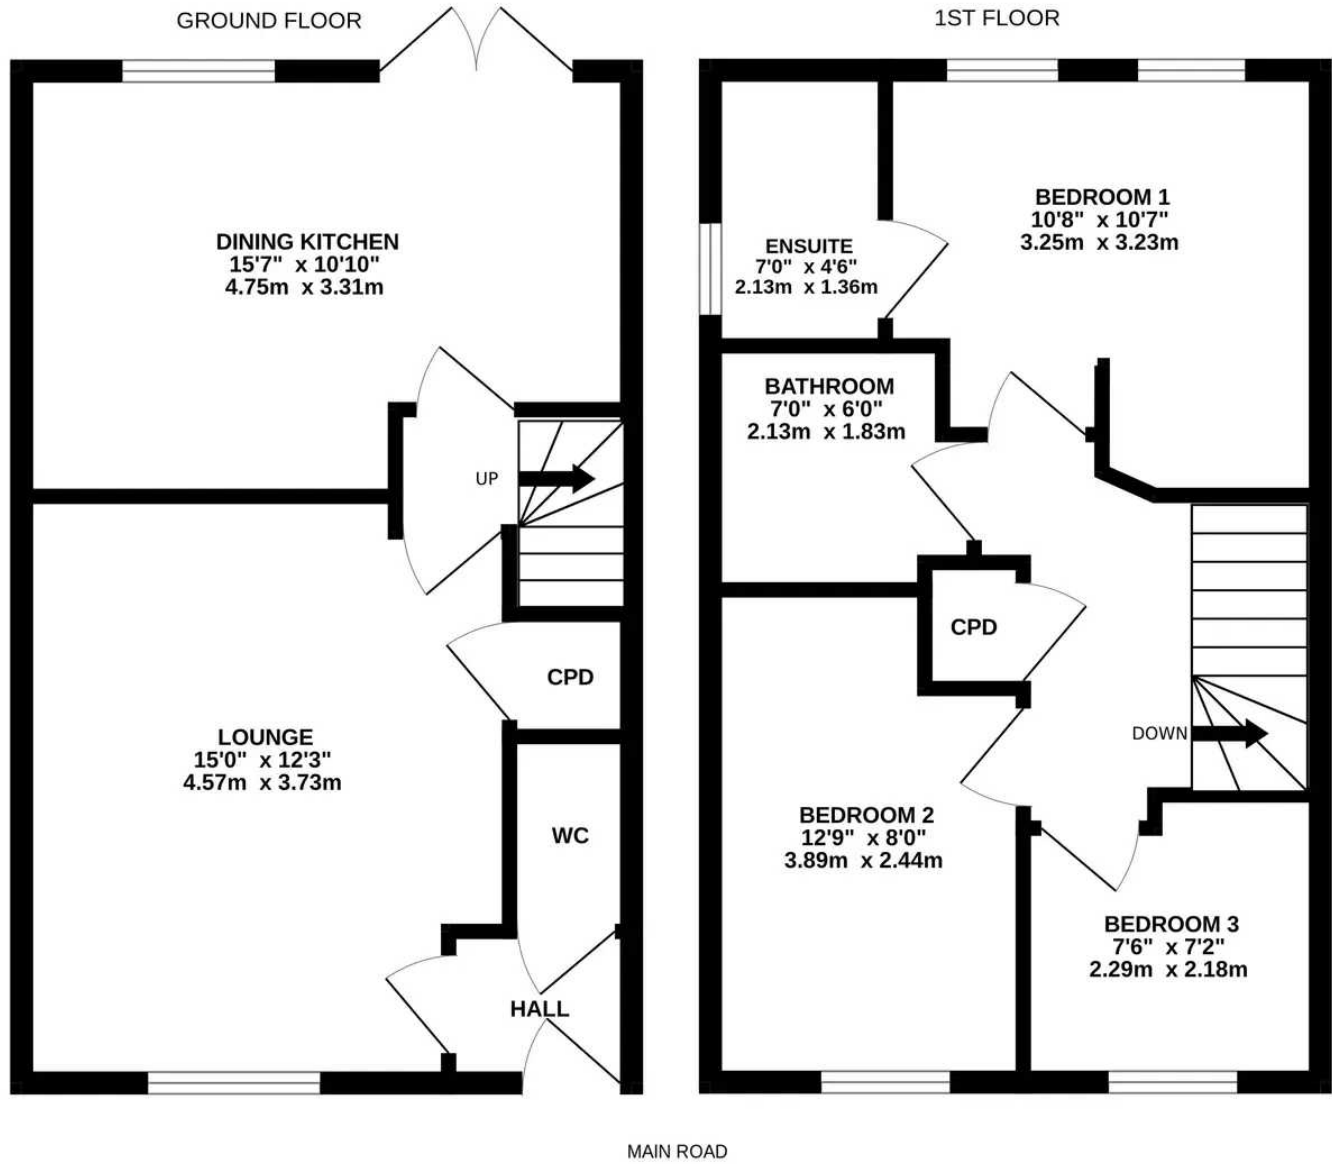 GROUND FLOOR
DINING KITCHEN
15'7" x 10'10"
4.75m x 3.31m
UP
CPD
LOUNGE
15'0" x 12'3"
4.57m x 3.73m
WC
HALL
1ST FLOOR
BEDROOM 1
10'8" x 10'7"
3.25m x 3.23m
ENSUITE
7'0" x 4'6"
2.13m x 1.36m
BATHROOM
7'0" x 6'0"
2.13m x 1.83m
CPD
DOWN
BEDROOM 2
12'9" x 8'0"
3.89m x 2.44m
BEDROOM 3
7'6" x 7'2"
2.29m x 2.18m
MAIN ROAD